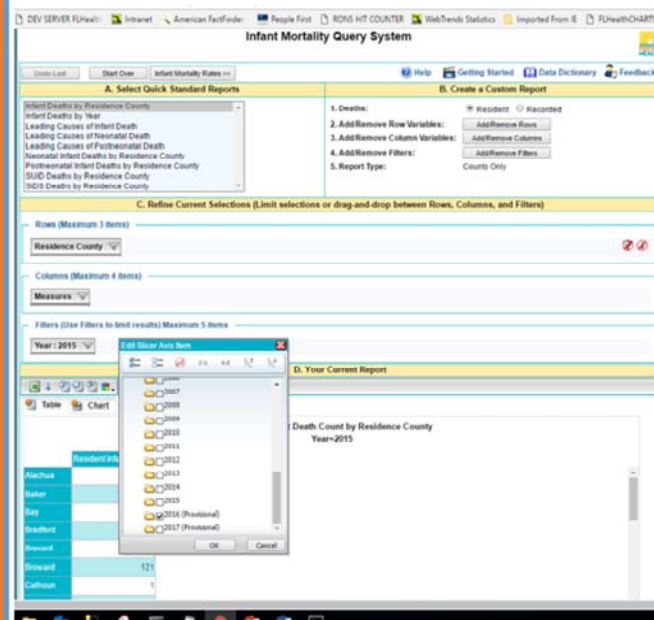 DEV SERVER FLHealth Intranet American FactFinder People First RONS HIT COUNTER WebTrends Statistics Imported From IE FLHealthCHARTS
Infant Mortality Query System
Undo Last Start Over Infant Mortality Rates >> Help Getting Started Data Dictionary Feedback
A. Select Quick Standard Reports
Infant Deaths by Residence County
Infant Deaths by Year
Leading Causes of Infant Death
Leading Causes of Neonatal Death
Leading Causes of Postneonatal Death
Neonatal Infant Deaths by Residence County
Postneonatal Infant Deaths by Residence County
SUID Deaths by Residence County
SIDS Deaths by Residence County
B. Create a Custom Report
1. Deaths: Resident Recorded
2. Add/Remove Row Variables: Add/Remove Rows
3. Add/Remove Column Variables: Add/Remove Columns
4. Add/Remove Filters: Add/Remove Filters
5. Report Type: Counts Only
C. Refine Current Selections (Limit selections or drag-and-drop between Rows, Columns, and Filters)
Rows (Maximum 3 items)
Residence County
Columns (Maximum 4 items)
Measures
Filters (Use Filters to limit results) Maximum 5 items
Year : 2015
Edit Slicer Axis Item
2006
2007
2008
2009
2010
2011
2012
2013
2014
2015
2016 (Provisional)
2017 (Provisional)
OK Cancel
D. Your Current Report
Table Chart
Death Count by Residence County
Year=2015
Resident
Alachua
Baker
Bay
Bradford
Brevard
Broward 121
Calhoun 1